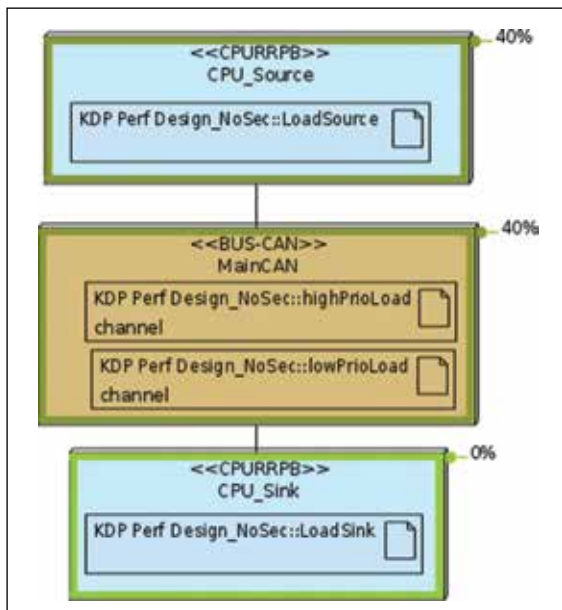 40%
<<CPURRPB>>
CPU_Source
KDP Perf Design_NoSec::LoadSource
40%
<<BUS-CAN>>
MainCAN
KDP Perf Design_NoSec::highPrioLoad
channel
KDP Perf Design_NoSec::lowPrioLoad
channel
0%
<<CPURRPB>>
CPU_Sink
KDP Perf Design_NoSec::LoadSink